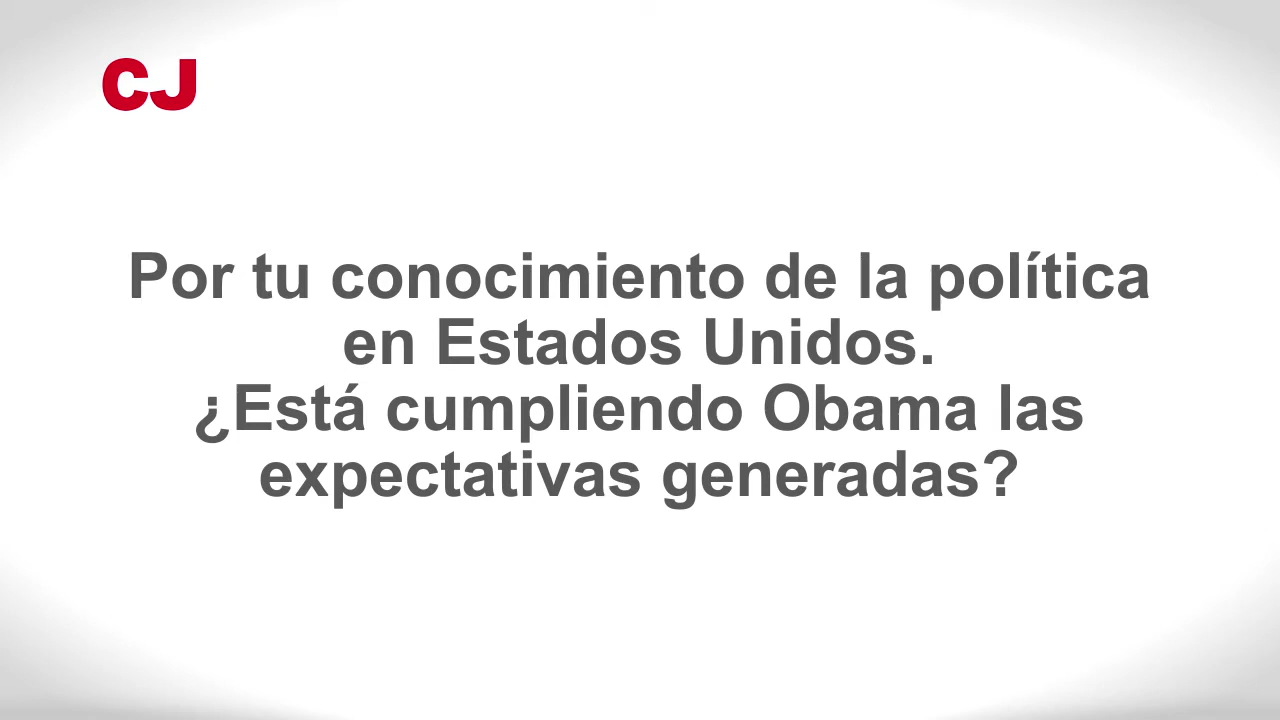 CJ
Por tu conocimiento de la política
en Estados Unidos.
¿Está cumpliendo Obama las
expectativas generadas?